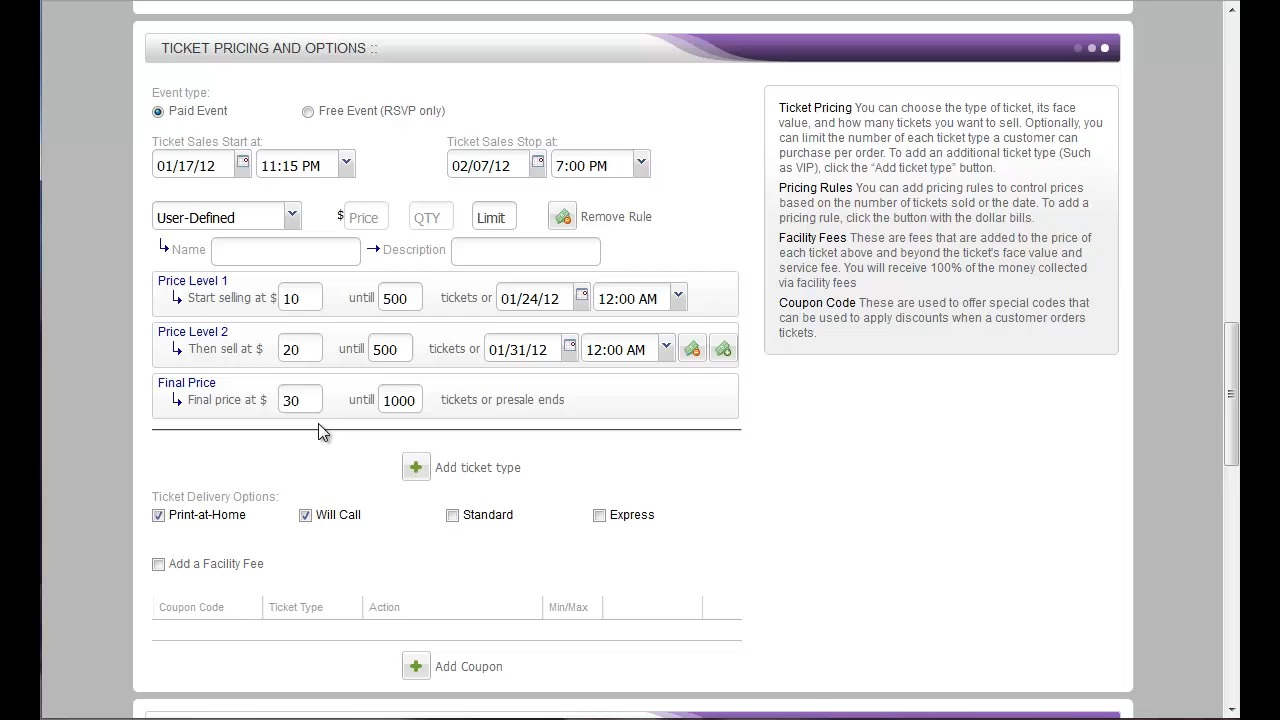 TICKET PRICING AND OPTIONS ::
Event type:
Paid Event Free Event (RSVP only)
Ticket Sales Start at: Ticket Sales Stop at:
01/17/12 11:15 PM 02/07/12 7:00 PM
User-Defined $ Price QTY Limit Remove Rule
Name Description
Price Level 1
Start selling at $ 10 until 500 tickets or 01/24/12 12:00 AM
Price Level 2
Then sell at $ 20 until 500 tickets or 01/31/12 12:00 AM
Final Price
Final price at $ 30 until 1000 tickets or presale ends
Add ticket type
Ticket Delivery Options:
Print-at-Home Will Call Standard Express
Add a Facility Fee
Coupon Code Ticket Type Action Min/Max
Add Coupon
Ticket Pricing You can choose the type of ticket, its face
value, and how many tickets you want to sell. Optionally, you
can limit the number of each ticket type a customer can
purchase per order. To add an additional ticket type (Such
as VIP), click the “Add ticket type” button.
Pricing Rules You can add pricing rules to control prices
based on the number of tickets sold or the date. To add a
pricing rule, click the button with the dollar bills.
Facility Fees These are fees that are added to the price of
each ticket above and beyond the ticket's face value and
service fee. You will receive 100% of the money collected
via facility fees
Coupon Code These are used to offer special codes that
can be used to apply discounts when a customer orders
tickets.